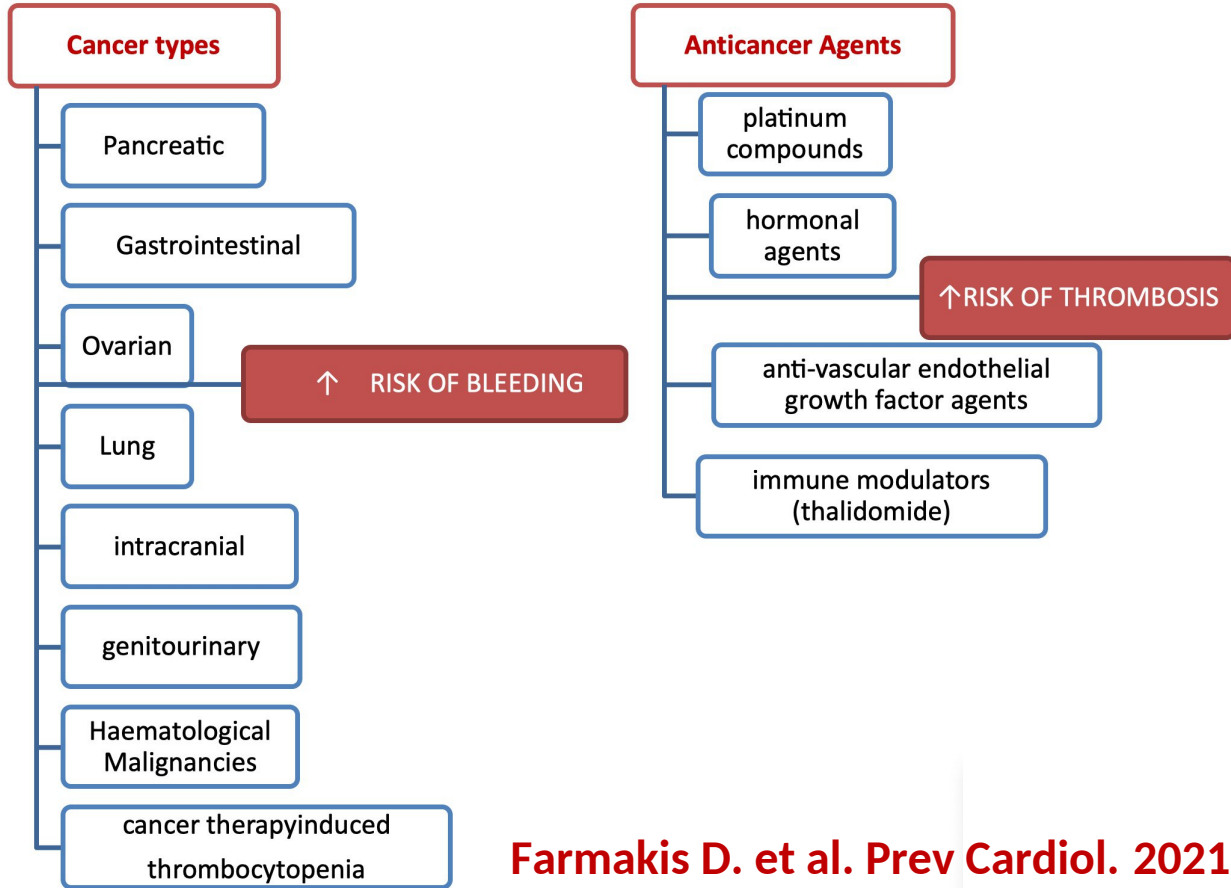 Cancer types
Pancreatic
Gastrointestinal
Ovarian
↑ RISK OF BLEEDING
Lung
intracranial
genitourinary
Haematological
Malignancies
cancer therapyinduced
thrombocytopenia
Anticancer Agents
platinum
compounds
hormonal
agents
↑RISK OF THROMBOSIS
anti-vascular endothelial
growth factor agents
immune modulators
(thalidomide)
Farmakis D. et al. Prev Cardiol. 2021